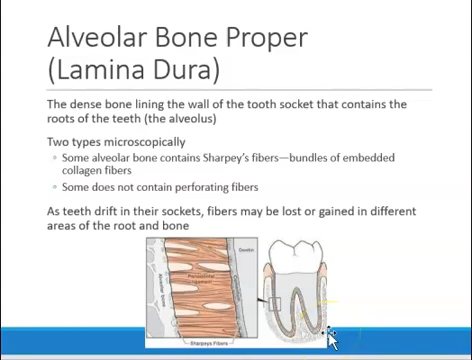 Alveolar Bone Proper
(Lamina Dura)
The dense bone lining the wall of the tooth socket that contains the
roots of the teeth (the alveolus)
Two types microscopically
Some alveolar bone contains Sharpey's fibers—bundles of embedded
collagen fibers
Some does not contain perforating fibers
As teeth drift in their sockets, fibers may be lost or gained in different
areas of the root and bone
Dentin
Periodontal
Alveolar bone
Sharpeys Fibers